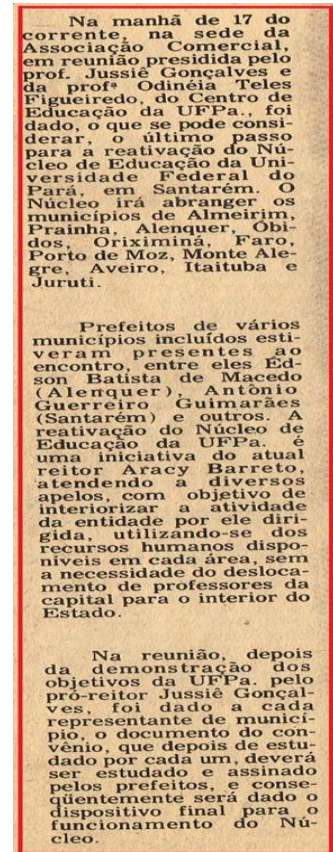 Na manhã de 17 do
corrente, na sede da
Associação Comercial,
em reunião presidida pelo
prof. Jussiê Gonçalves e
da profª Odinéia Teles
Figueiredo, do Centro de
Educação da UFPa., foi
dado, o que se pode consi-
derar, o último passo
para a reativação do Nú-
cleo de Educação da Uni-
versidade Federal do
Pará, em Santarém. O
Núcleo irá abranger os
municípios de Almeirim,
Prainha, Alenquer, Óbi-
dos, Oriximiná, Faro,
Porto de Moz, Monte Ale-
gre, Aveiro, Itaituba e
Juruti.
Prefeitos de vários
municípios incluídos esti-
veram presentes ao
encontro, entre eles Ed-
son Batista de Macedo
(Alenquer), Antônio
Guerreiro Guimarães
(Santarém) e outros. A
reativação do Núcleo de
Educação da UFPa. é
uma iniciativa do atual
reitor Aracy Barreto,
atendendo a diversos
apelos, com objetivo de
interiorizar a atividade
da entidade por ele diri-
gida, utilizando-se dos
recursos humanos dispo-
níveis em cada área, sem
a necessidade do desloca-
mento de professores da
capital para o interior do
Estado.
Na reunião, depois
da demonstração dos
objetivos da UFPa. pelo
pró-reitor Jussiê Gonçal-
ves, foi dado a cada
representante de municí-
pio, o documento do con-
vênio, que depois de estu-
dado por cada um, deverá
ser estudado e assinado
pelos prefeitos, e conse-
qüentemente será dado o
dispositivo final para o
funcionamento do Nú-
cleo.